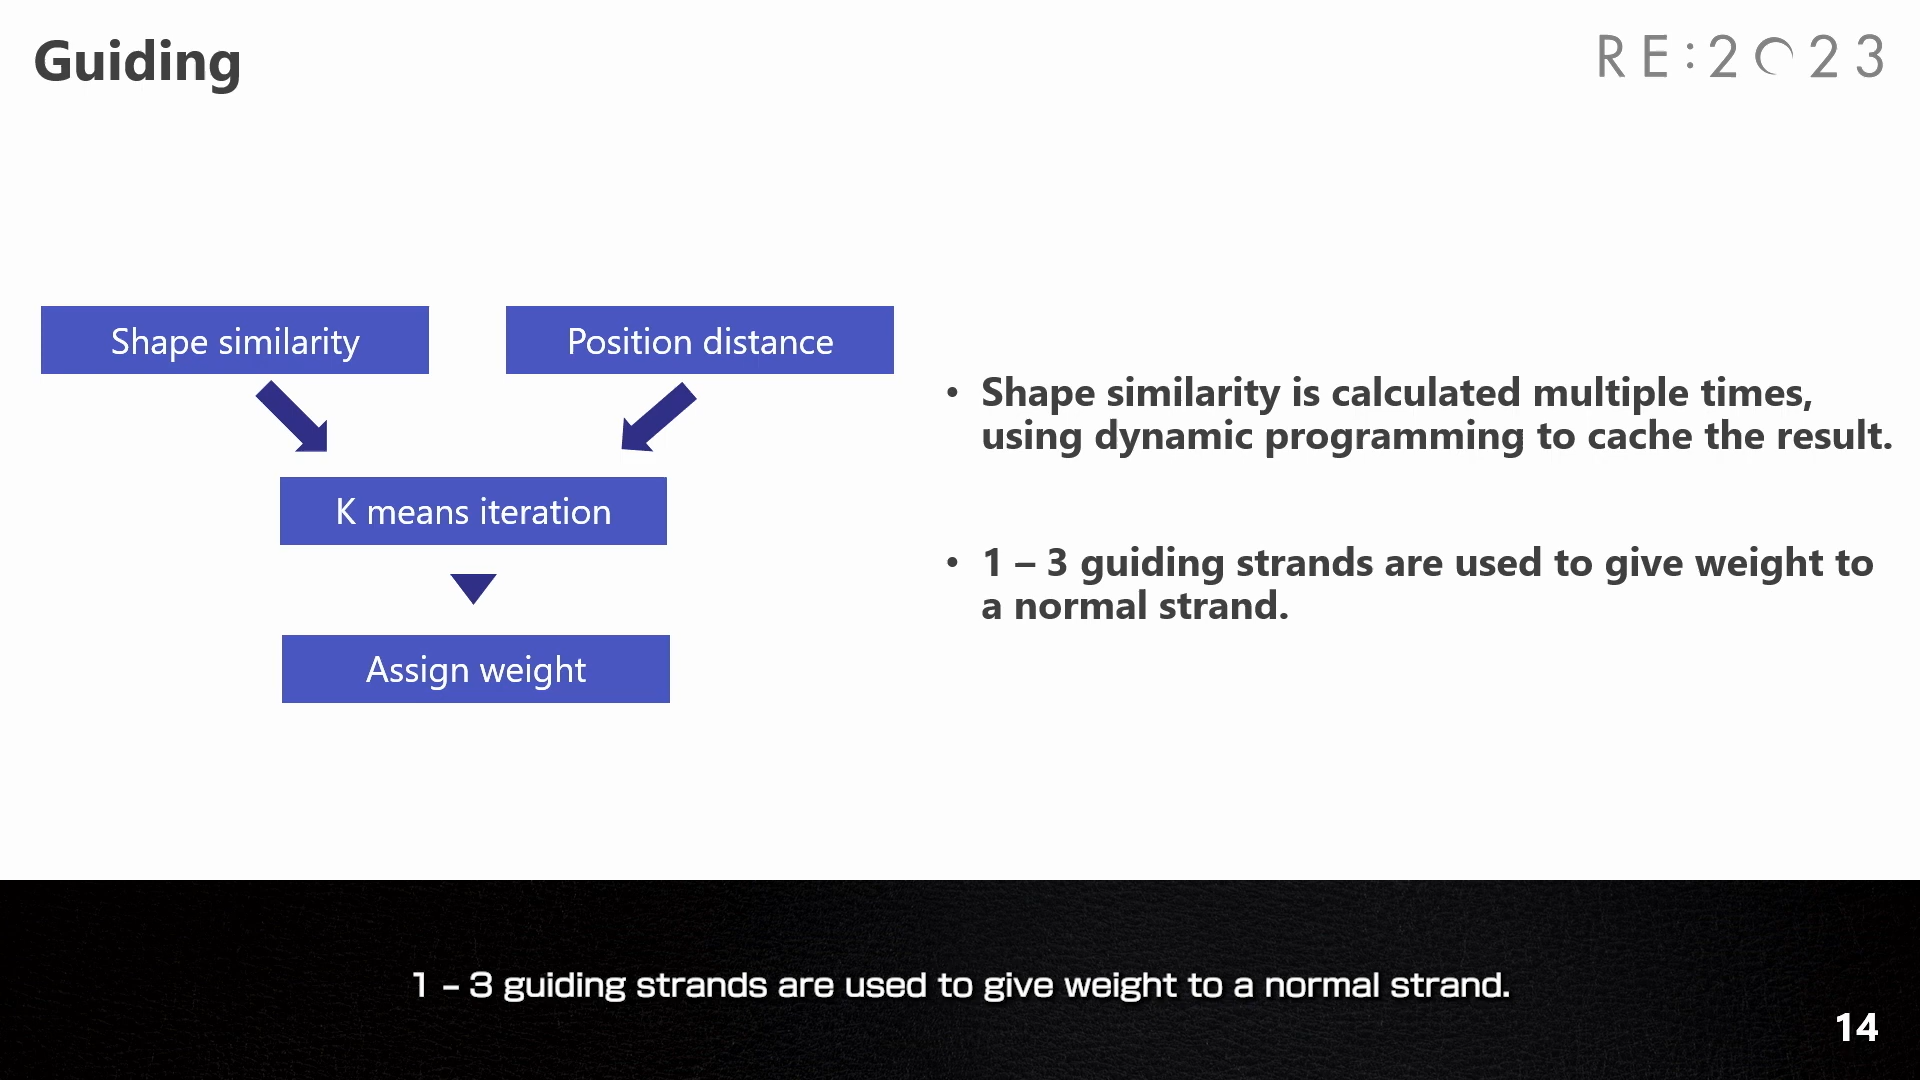 Guiding
RE:2023
Shape similarity
Position distance
K means iteration
Assign weight
• Shape similarity is calculated multiple times,
using dynamic programming to cache the result.
• 1 – 3 guiding strands are used to give weight to
a normal strand.
1 – 3 guiding strands are used to give weight to a normal strand.
14